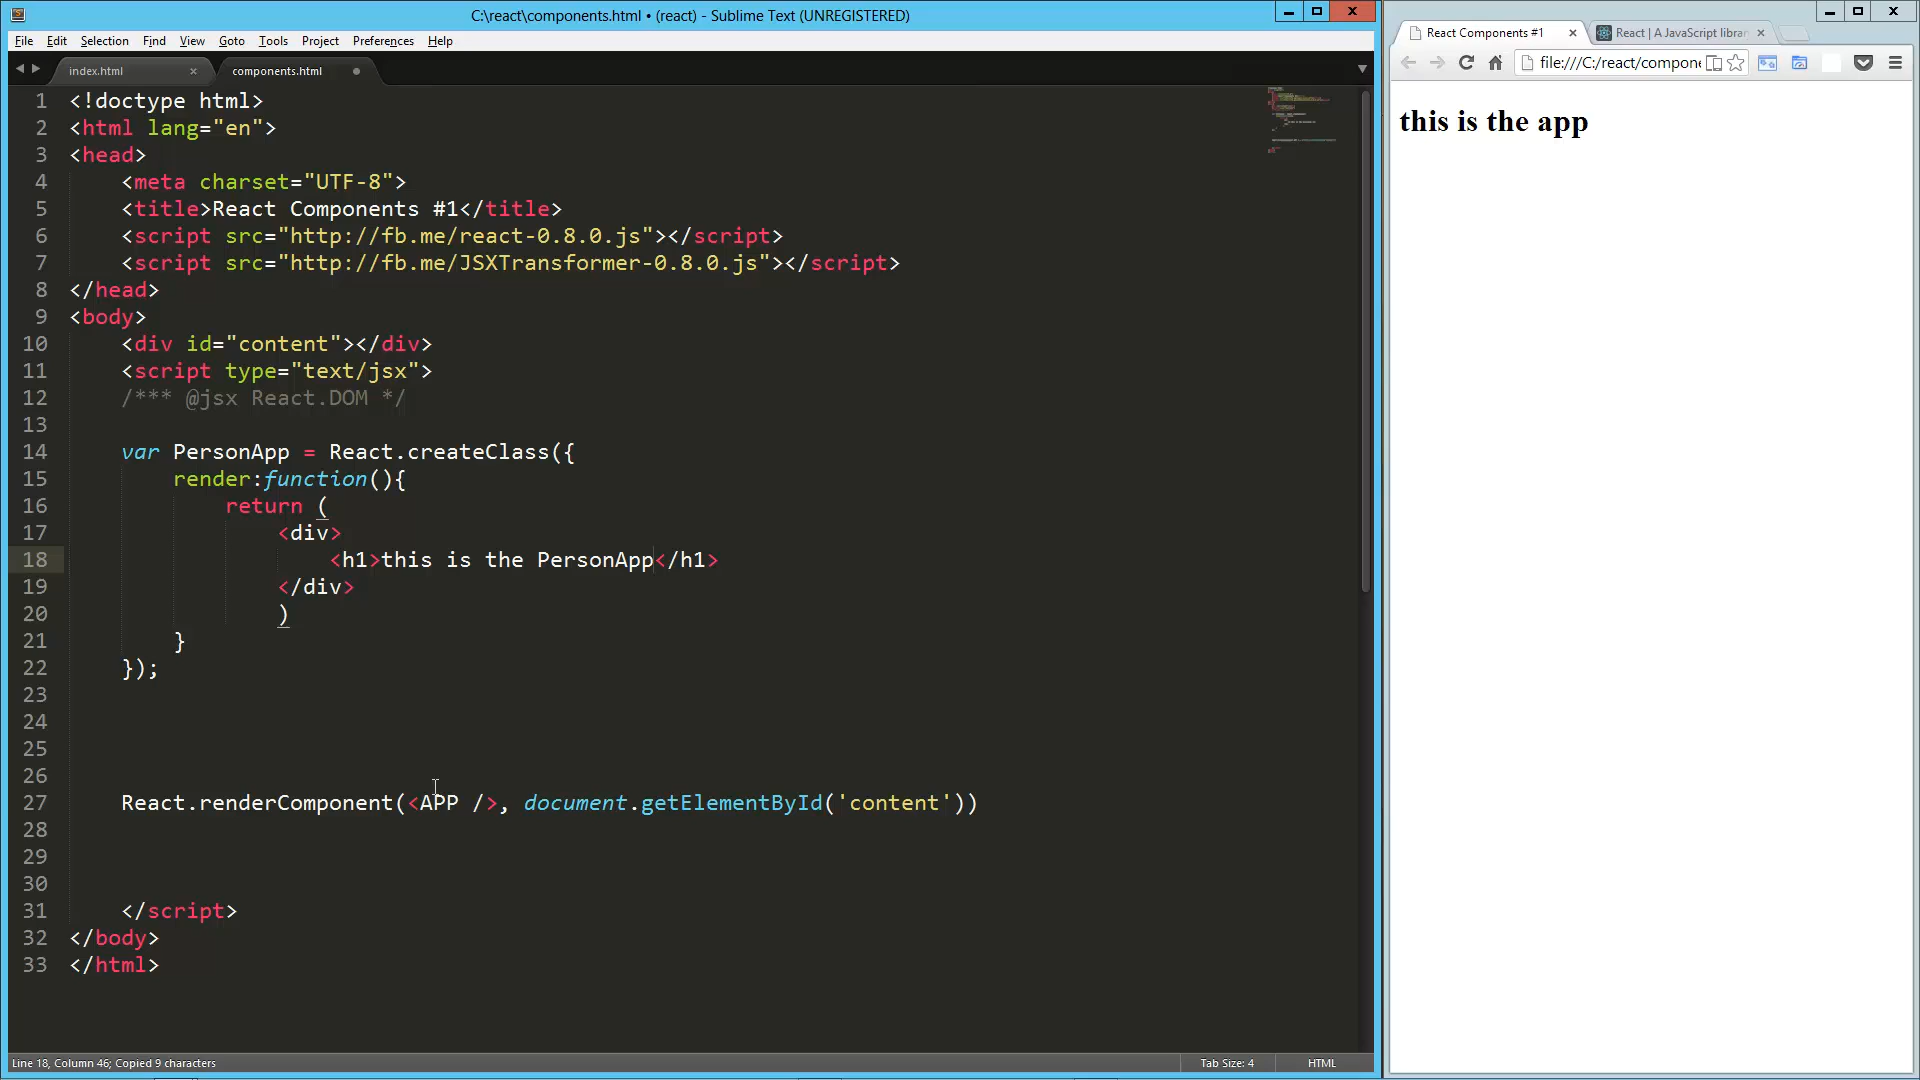 C:\react\components.html • (react) - Sublime Text (UNREGISTERED)
File Edit Selection Find View Goto Tools Project Preferences Help
index.html
components.html
1 <!doctype html>
2 <html lang="en">
3 <head>
4 <meta charset="UTF-8">
5 <title>React Components #1</title>
6 <script src="http://fb.me/react-0.8.0.js"></script>
7 <script src="http://fb.me/JSXTransformer-0.8.0.js"></script>
8 </head>
9 <body>
10 <div id="content"></div>
11 <script type="text/jsx">
12 /*** @jsx React.DOM */
13
14 var PersonApp = React.createClass({
15 render:function(){
16 return (
17 <div>
18 <h1>this is the PersonApp</h1>
19 </div>
20 )
21 }
22 });
23
24
25
26
27 React.renderComponent(<APP />, document.getElementById('content'))
28
29
30
31 </script>
32 </body>
33 </html>
Line 18, Column 46; Copied 9 characters
Tab Size: 4
HTML
React Components #1
React | A JavaScript librar
file:///C:/react/compone
this is the app